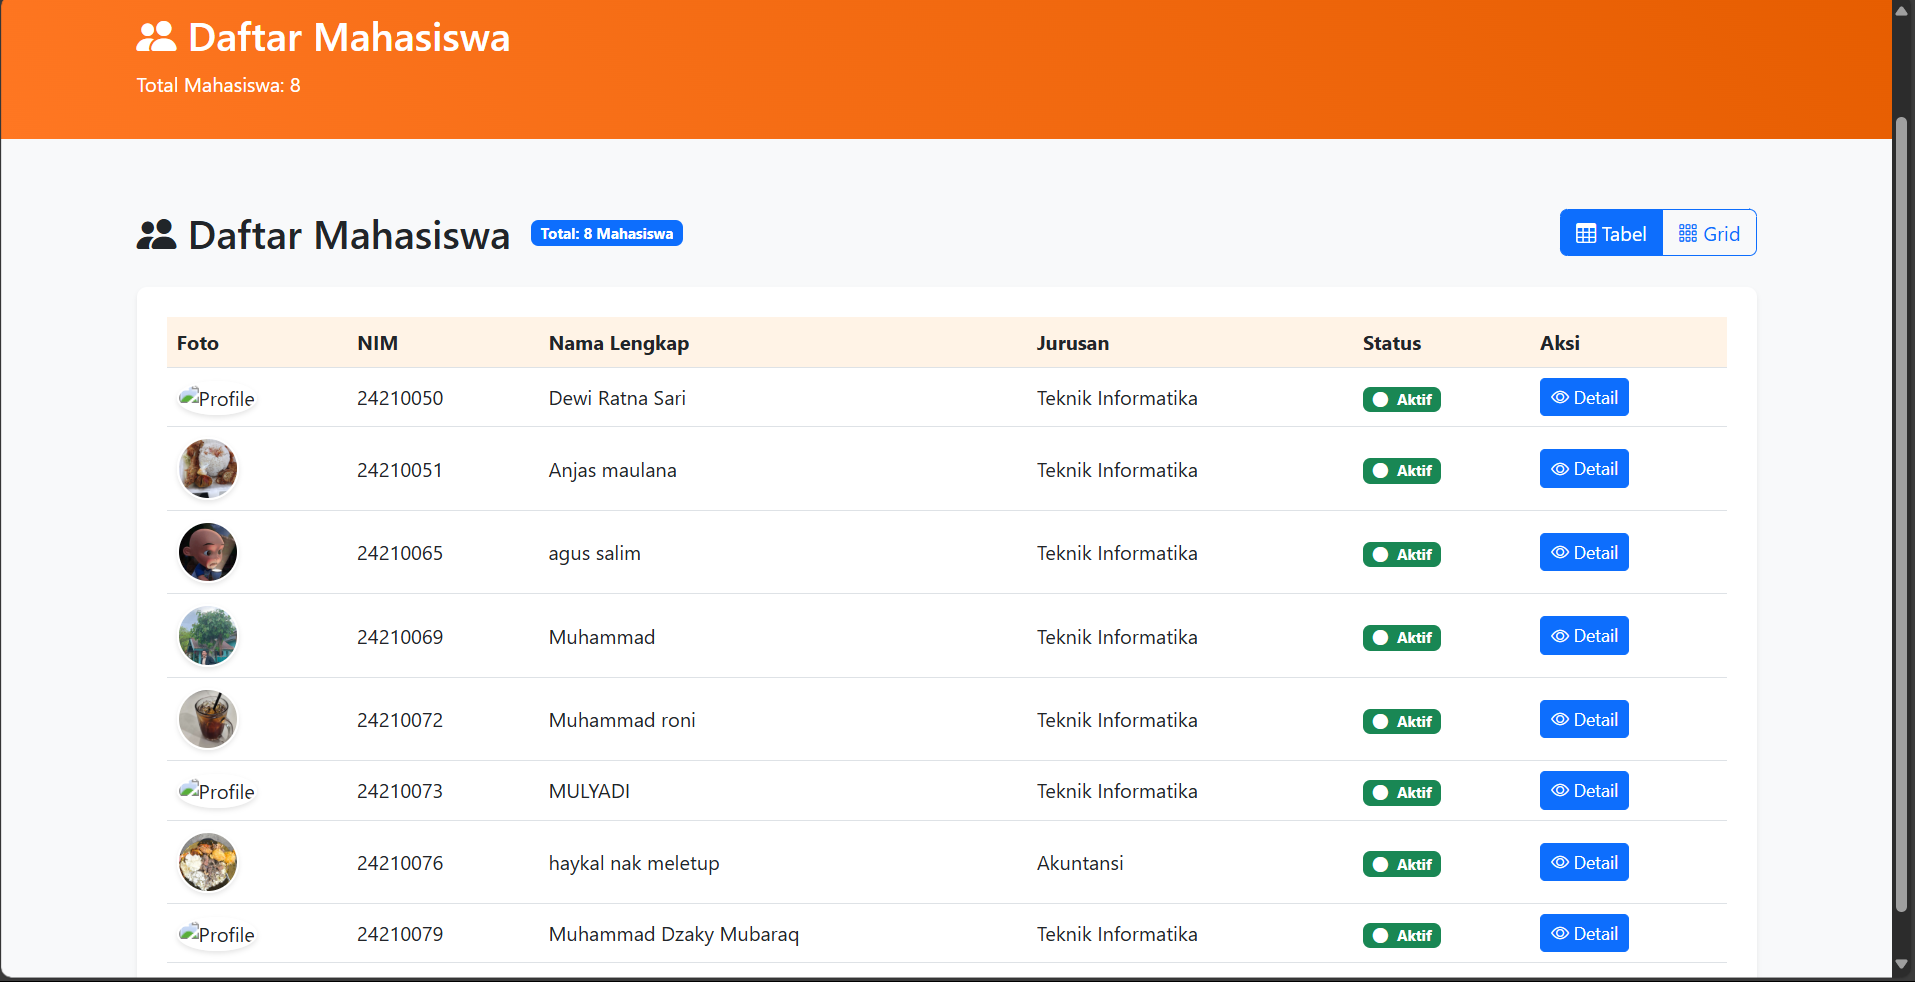 Daftar Mahasiswa
Total Mahasiswa: 8
Daftar Mahasiswa Total: 8 Mahasiswa Tabel Grid
Foto NIM Nama Lengkap Jurusan Status Aksi
Profile 24210050 Dewi Ratna Sari Teknik Informatika Aktif Detail
24210051 Anjas maulana Teknik Informatika Aktif Detail
24210065 agus salim Teknik Informatika Aktif Detail
24210069 Muhammad Teknik Informatika Aktif Detail
24210072 Muhammad roni Teknik Informatika Aktif Detail
Profile 24210073 MULYADI Teknik Informatika Aktif Detail
24210076 haykal nak meletup Akuntansi Aktif Detail
Profile 24210079 Muhammad Dzaky Mubaraq Teknik Informatika Aktif Detail